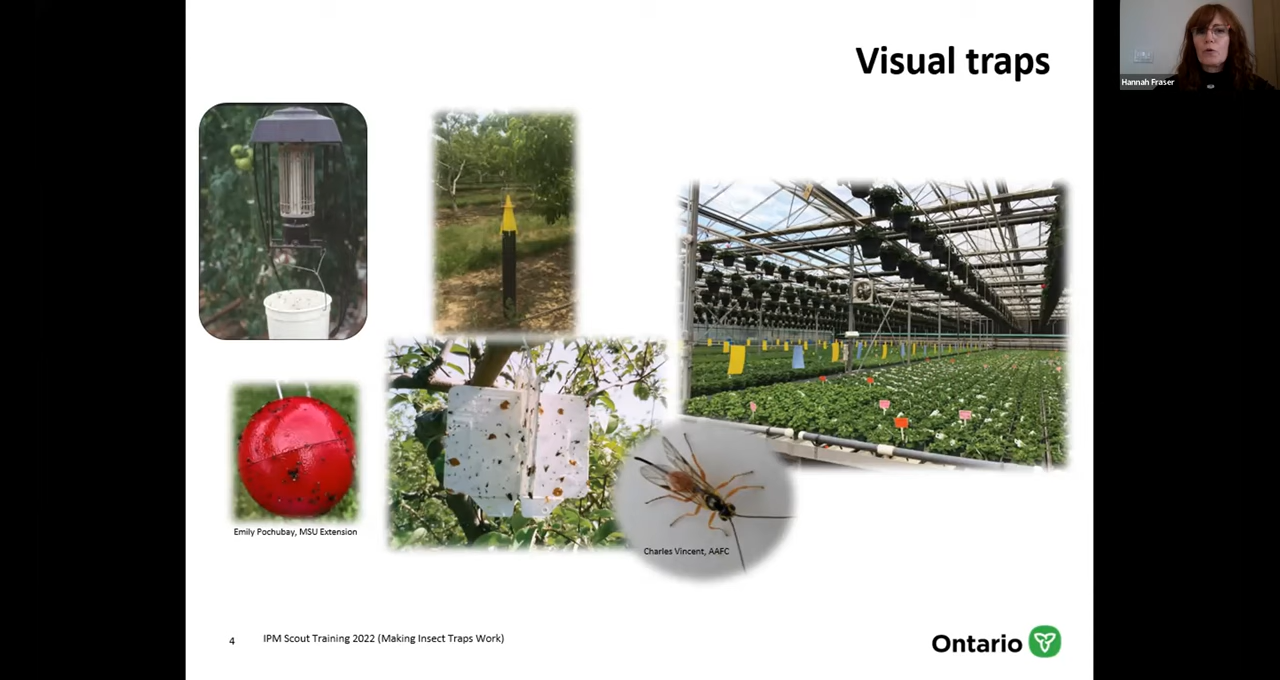 Visual traps
Hannah Fraser
Emily Pochubay, MSU Extension
Charles Vincent, AAFC
4
IPM Scout Training 2022 (Making Insect Traps Work)
Ontario